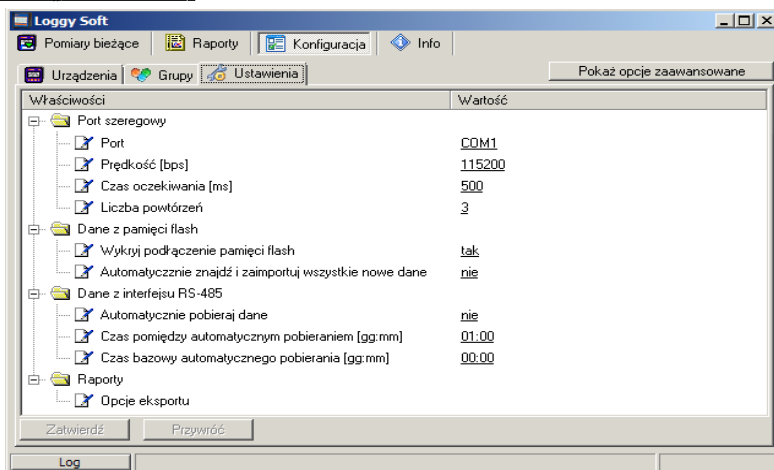 Loggy Soft
Pomiary bieżące Raporty Konfiguracja Info
Urządzenia Grupy Ustawienia Pokaż opcje zaawansowane
Właściwości Wartość
Port szeregowy
Port COM1
Prędkość [bps] 115200
Czas oczekiwania [ms] 500
Liczba powtórzeń 3
Dane z pamięci flash
Wykryj podłączenie pamięci flash tak
Automatycznie znajdź i zaimportuj wszystkie nowe dane nie
Dane z interfejsu RS-485
Automatycznie pobieraj dane nie
Czas pomiędzy automatycznym pobieraniem [gg:mm] 01:00
Czas bazowy automatycznego pobierania [gg:mm] 00:00
Raporty
Opcje eksportu
Zatwierdź Przywróć
Log